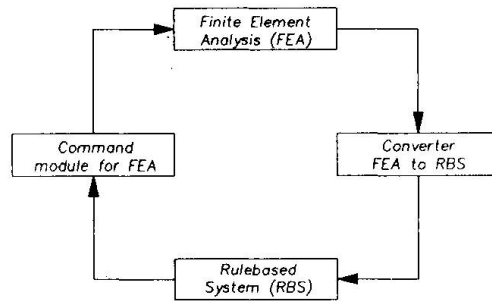 Finite Element
Analysis (FEA)
Command
module for FEA
Converter
FEA to RBS
Rulebased
System (RBS)